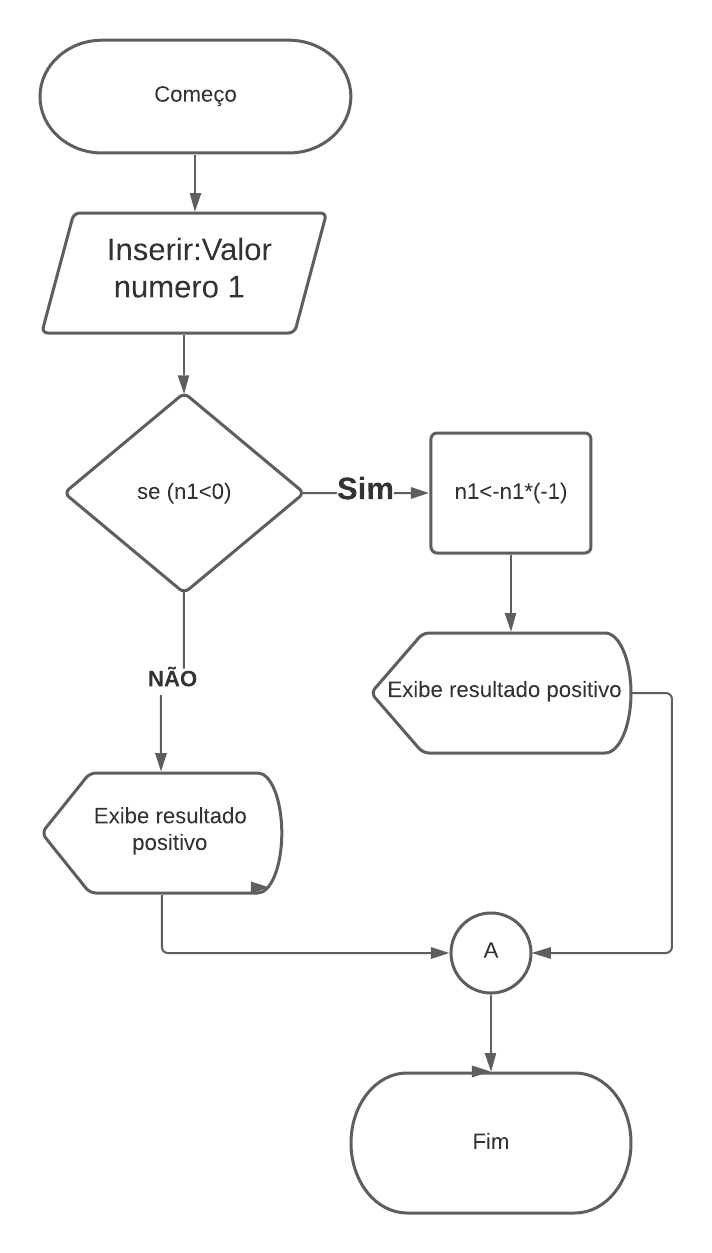 Começo
Inserir:Valor
numero 1
se (n1<0)
Sim
n1<-n1*(-1)
NÃO
Exibe resultado positivo
Exibe resultado
positivo
A
Fim